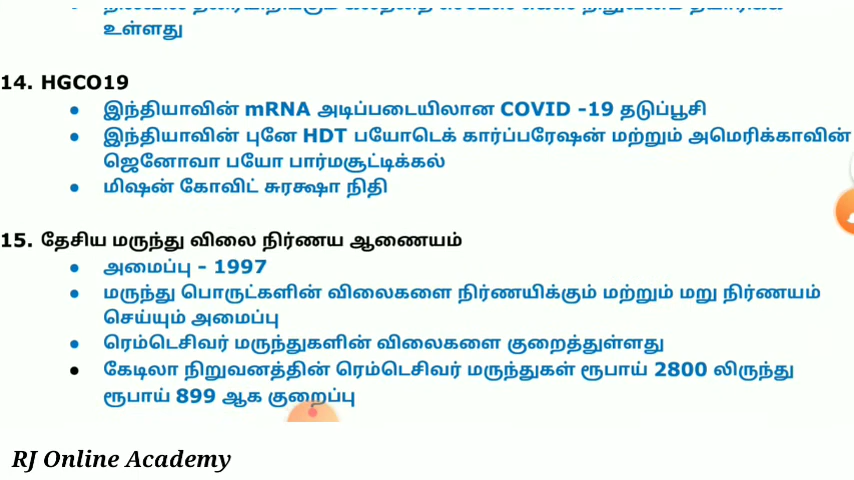 உள்ளது
14. HGCO19
• இந்தியாவின் mRNA அடிப்படையிலான COVID -19 தடுப்பூசி
• இந்தியாவின் புனே HDT பயோடெக் கார்ப்பரேஷன் மற்றும் அமெரிக்காவின்
ஜெனோவா பயோ பார்மசூட்டிக்கல்
• மிஷன் கோவிட் சுரக்ஷா நிதி
15. தேசிய மருந்து விலை நிர்ணய ஆணையம்
• அமைப்பு - 1997
• மருந்து பொருட்களின் விலைகளை நிர்ணயிக்கும் மற்றும் மறு நிர்ணயம்
செய்யும் அமைப்பு
• ரெம்டெசிவர் மருந்துகளின் விலைகளை குறைத்துள்ளது
• கேடிலா நிறுவனத்தின் ரெம்டெசிவர் மருந்துகள் ரூபாய் 2800 லிருந்து
ரூபாய் 899 ஆக குறைப்பு
RJ Online Academy